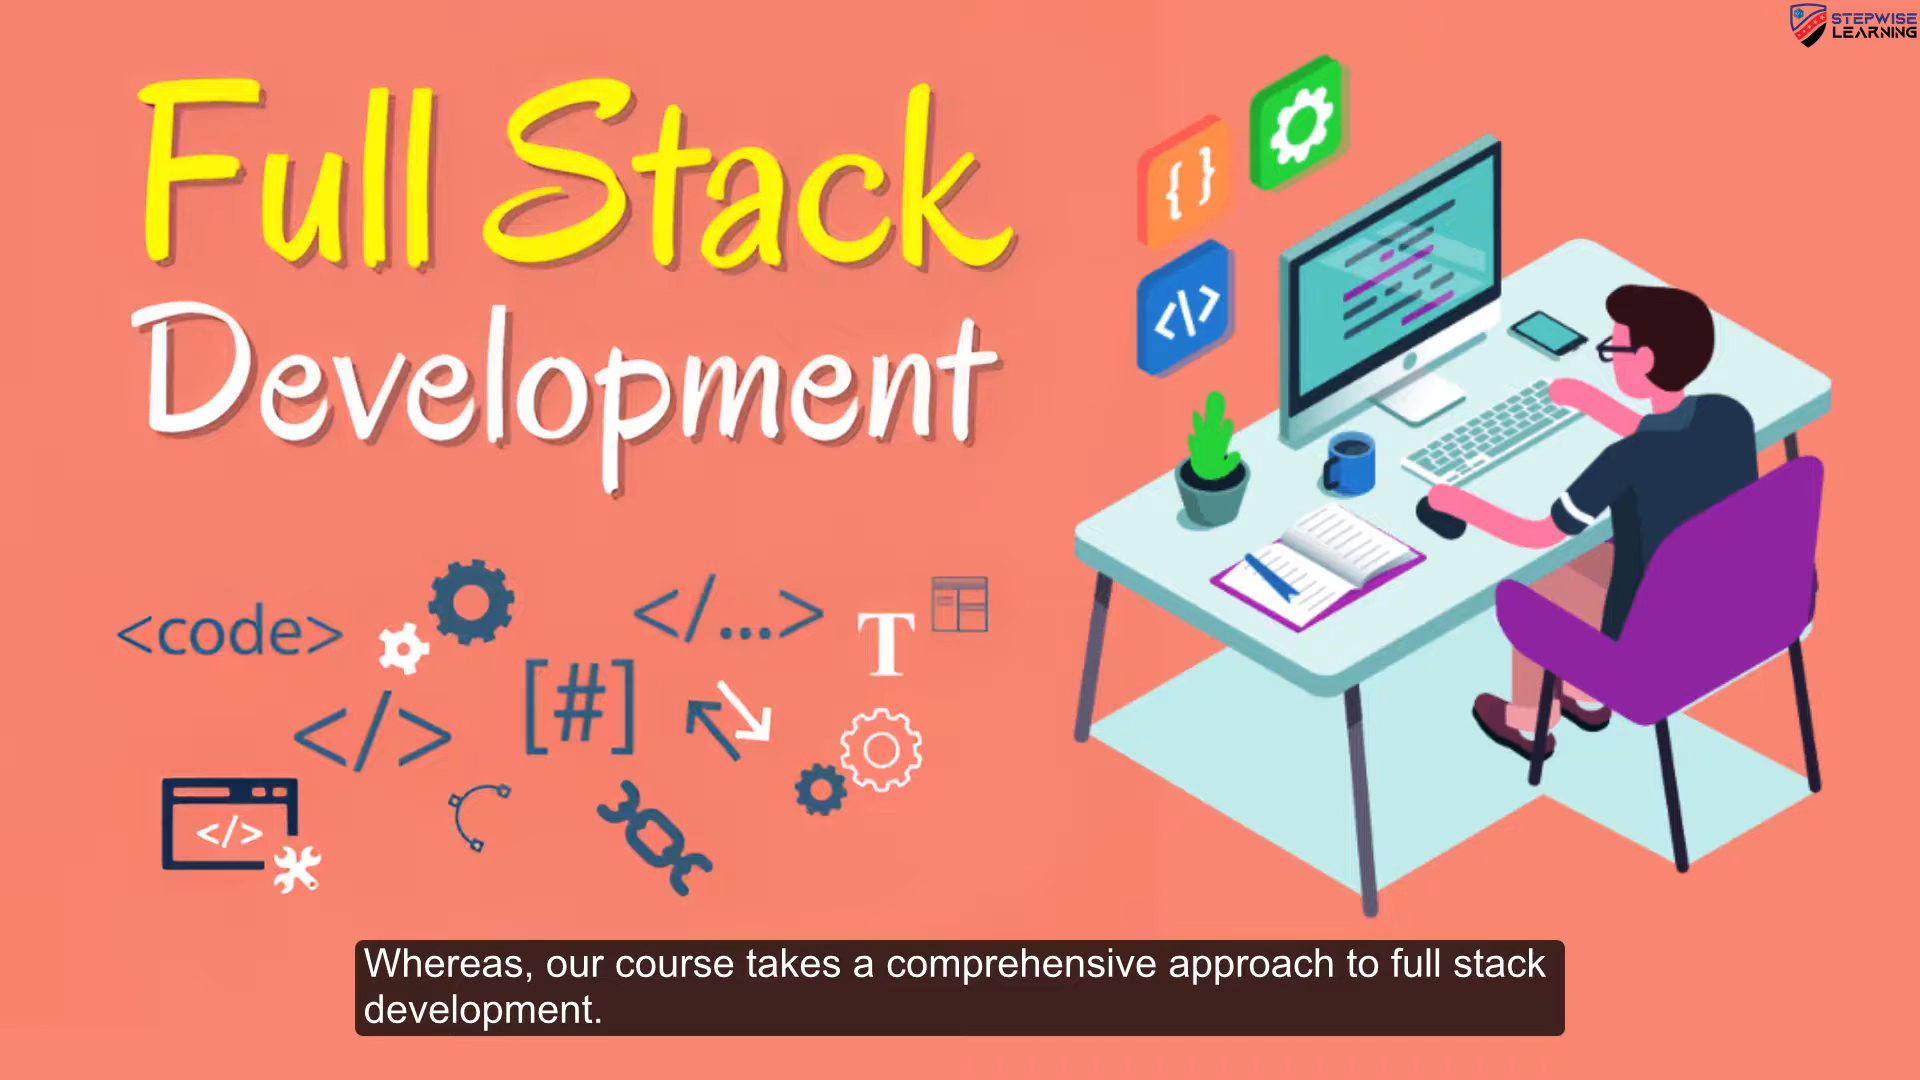 STEPWISE
LEARNING
Full Stack
Development
{ }
</>
<code>
</...>
T
[#]
</>
</>
Whereas, our course takes a comprehensive approach to full stack
development.